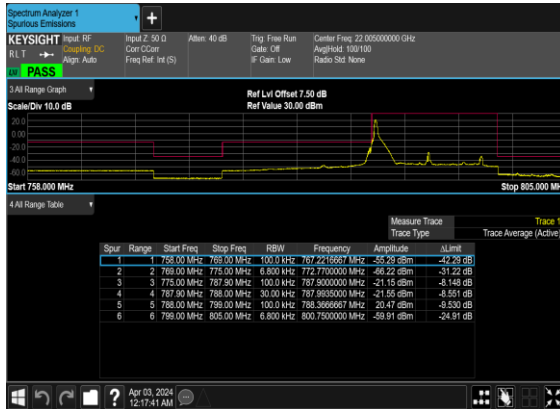 Spectrum Analyzer 1
Spurious Emissions
+
KEYSIGHT Input: RF Input Z: 50 Ω Atten: 40 dB Trig: Free Run Center Freq: 22.005000000 GHz
RLT Coupling: DC Corr CCorr Gate: Off Avg|Hold: 100/100
Align: Auto Freq Ref: Int (S) IF Gain: Low Radio Std: None
PASS
3 All Range Graph Ref Lvl Offset 7.50 dB
Scale/Div 10.0 dB Ref Value 30.00 dBm
20.0
0.00
-20.0
-40.0
-60.0
Start 758.000 MHz Stop 805.000 MH
4 All Range Table
Measure Trace Trace 1
Trace Type Trace Average (Active)
Spur Range Start Freq Stop Freq RBW Frequency Amplitude ΔLimit
1 1 758.00 MHz 769.00 MHz 100.0 kHz 767.2216667 MHz -55.29 dBm -42.29 dB
2 2 769.00 MHz 775.00 MHz 6.800 kHz 772.7700000 MHz -66.22 dBm -31.22 dB
3 3 775.00 MHz 787.90 MHz 100.0 kHz 787.9000000 MHz -21.15 dBm -8.148 dB
4 4 787.90 MHz 788.00 MHz 30.00 kHz 787.9935000 MHz -21.55 dBm -8.551 dB
5 5 788.00 MHz 799.00 MHz 100.0 kHz 788.3666667 MHz 20.47 dBm -9.530 dB
6 6 799.00 MHz 805.00 MHz 6.800 kHz 800.7500000 MHz -59.91 dBm -24.91 dB
? Apr 03, 2024
12:17:41 AM